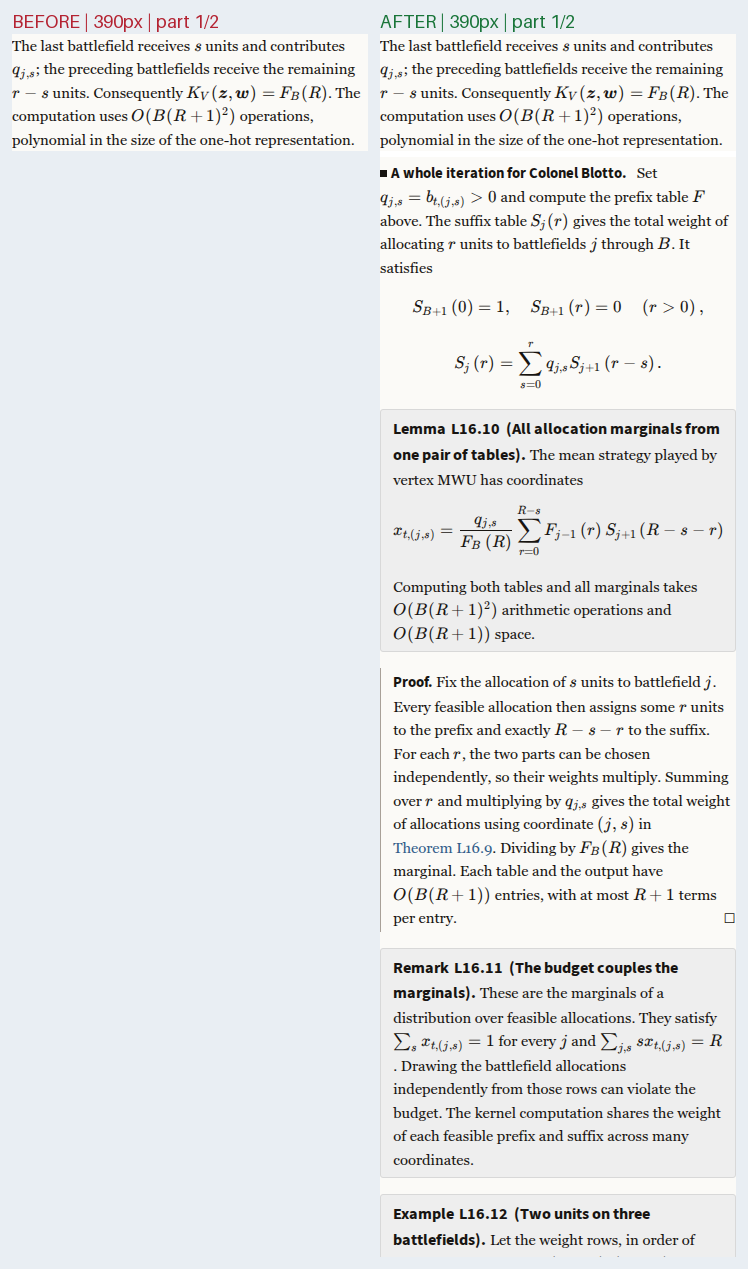 BEFORE | 390px | part 1/2
The last battlefield receives s units and contributes
q_{j,s}; the preceding battlefields receive the remaining
r − s units. Consequently K_V(z, w) = F_B(R). The
computation uses O(B(R + 1)^2) operations,
polynomial in the size of the one-hot representation.
AFTER | 390px | part 1/2
The last battlefield receives s units and contributes
q_{j,s}; the preceding battlefields receive the remaining
r − s units. Consequently K_V(z, w) = F_B(R). The
computation uses O(B(R + 1)^2) operations,
polynomial in the size of the one-hot representation.
■ A whole iteration for Colonel Blotto. Set
q_{j,s} = b_{t,(j,s)} > 0 and compute the prefix table F
above. The suffix table S_j(r) gives the total weight of
allocating r units to battlefields j through B. It
satisfies
S_{B+1}(0) = 1, S_{B+1}(r) = 0 (r > 0),
S_j(r) = ∑_{s=0}^{r} q_{j,s} S_{j+1}(r − s).
Lemma L16.10 (All allocation marginals from
one pair of tables). The mean strategy played by
vertex MWU has coordinates
x_{t,(j,s)} = \frac{q_{j,s}}{F_B(R)} ∑_{r=0}^{R−s} F_{j−1}(r) S_{j+1}(R − s − r)
Computing both tables and all marginals takes
O(B(R + 1)^2) arithmetic operations and
O(B(R + 1)) space.
Proof. Fix the allocation of s units to battlefield j.
Every feasible allocation then assigns some r units
to the prefix and exactly R − s − r to the suffix.
For each r, the two parts can be chosen
independently, so their weights multiply. Summing
over r and multiplying by q_{j,s} gives the total weight
of allocations using coordinate (j, s) in
Theorem L16.9. Dividing by F_B(R) gives the
marginal. Each table and the output have
O(B(R + 1)) entries, with at most R + 1 terms
per entry. □
Remark L16.11 (The budget couples the
marginals). These are the marginals of a
distribution over feasible allocations. They satisfy
∑_s x_{t,(j,s)} = 1 for every j and ∑_{j,s} sx_{t,(j,s)} = R
. Drawing the battlefield allocations
independently from those rows can violate the
budget. The kernel computation shares the weight
of each feasible prefix and suffix across many
coordinates.
Example L16.12 (Two units on three
battlefields). Let the weight rows, in order of